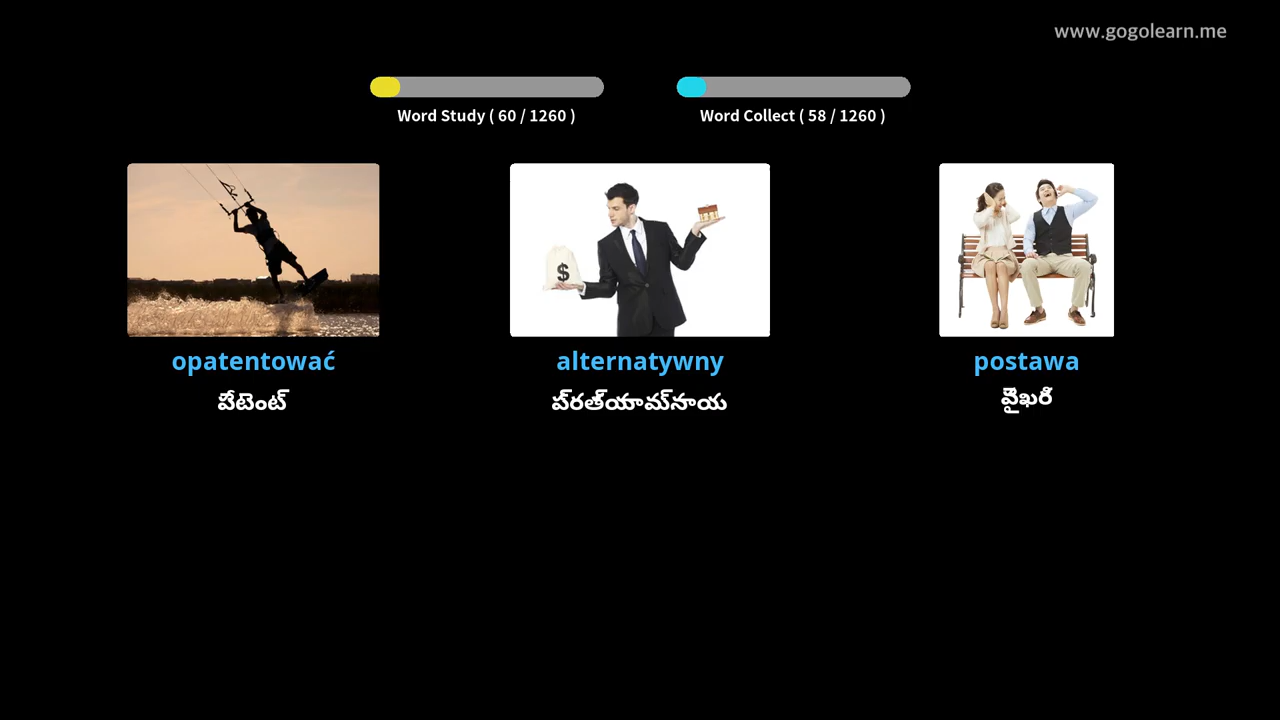 www.gogolearn.me
Word Study ( 60 / 1260 )
Word Collect ( 58 / 1260 )
$
opatentować
alternatywny
postawa
పేటెంట్
ప్రత్యామ్నాయ
వైఖరి